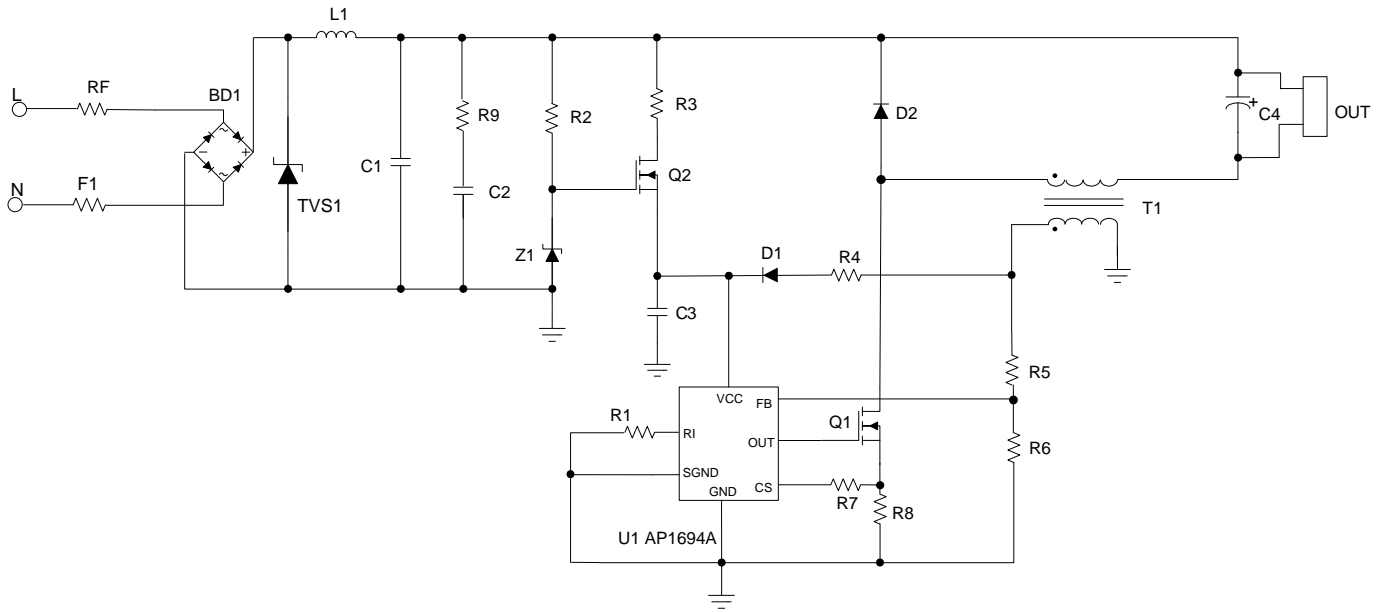 L1
L
RF
BD1
~
+
−
~
N
F1
TVS1
C1
R9
C2
R2
Z1
R3
Q2
D2
+
C4
OUT
T1
D1
R4
C3
R5
R6
VCC
FB
RI
OUT
SGND
GND
CS
R1
Q1
R7
R8
U1 AP1694A